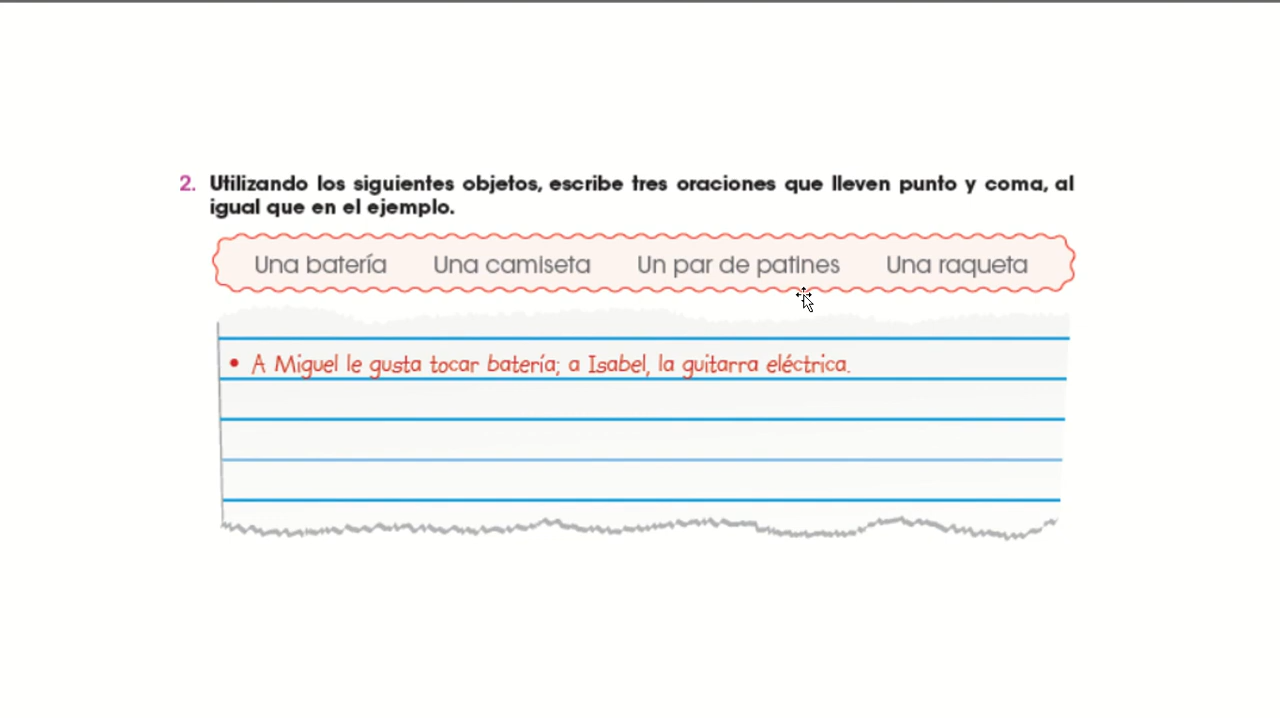 2. Utilizando los siguientes objetos, escribe tres oraciones que lleven punto y coma, al
igual que en el ejemplo.
Una batería Una camiseta Un par de patines Una raqueta
• A Miguel le gusta tocar batería; a Isabel, la guitarra eléctrica.